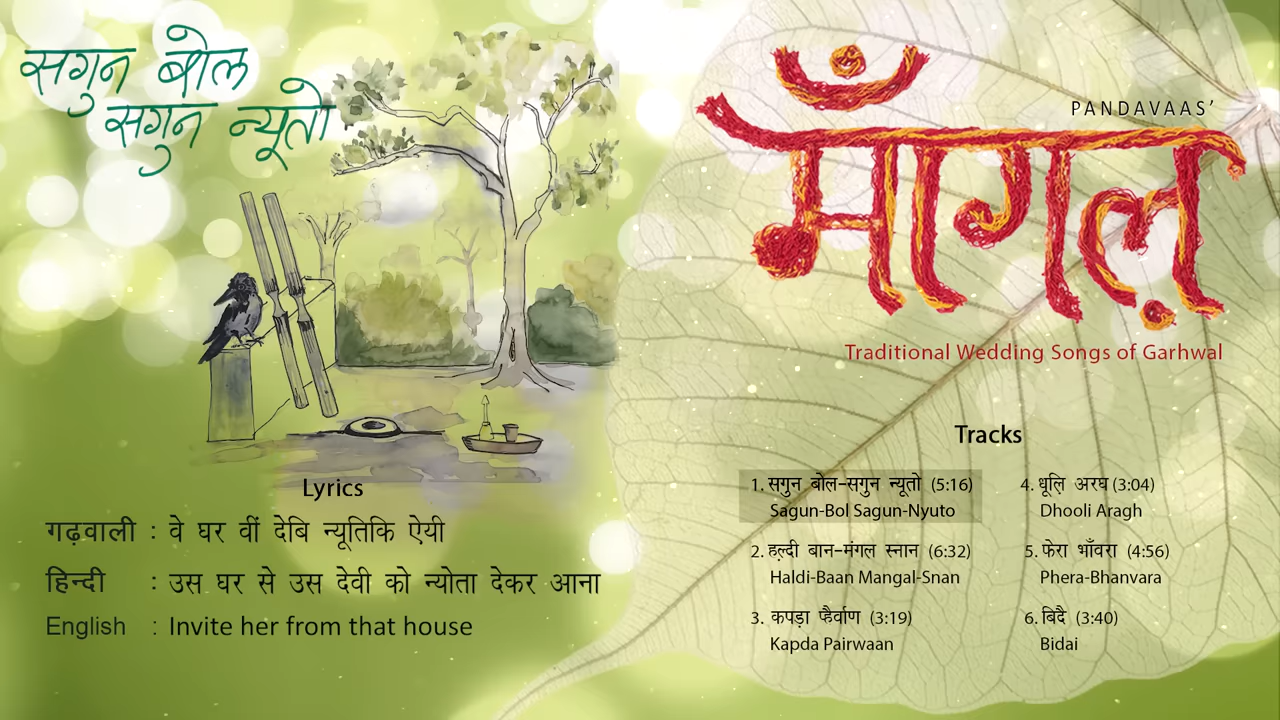 सगुन बोल
सगुन न्यूतो
Lyrics
गढ़वाली : वे घर वीं देबि न्यूतिकि ऐयी
हिन्दी : उस घर से उस देवी को न्योता देकर आना
English : Invite her from that house
PANDAVAAS'
माँगल़
Traditional Wedding Songs of Garhwal
Tracks
1. सगुन बोल-सगुन न्यूतो (5:16)
Sagun-Bol Sagun-Nyuto
2. हल़्दी बान-मंगल स्नान (6:32)
Haldi-Baan Mangal-Snan
3. कपड़ा प्हैर्वाण (3:19)
Kapda Pairwaan
4. धूलि़ अरघ (3:04)
Dhooli Aragh
5. फेरा भाँवरा (4:56)
Phera-Bhanvara
6. बिदै (3:40)
Bidai